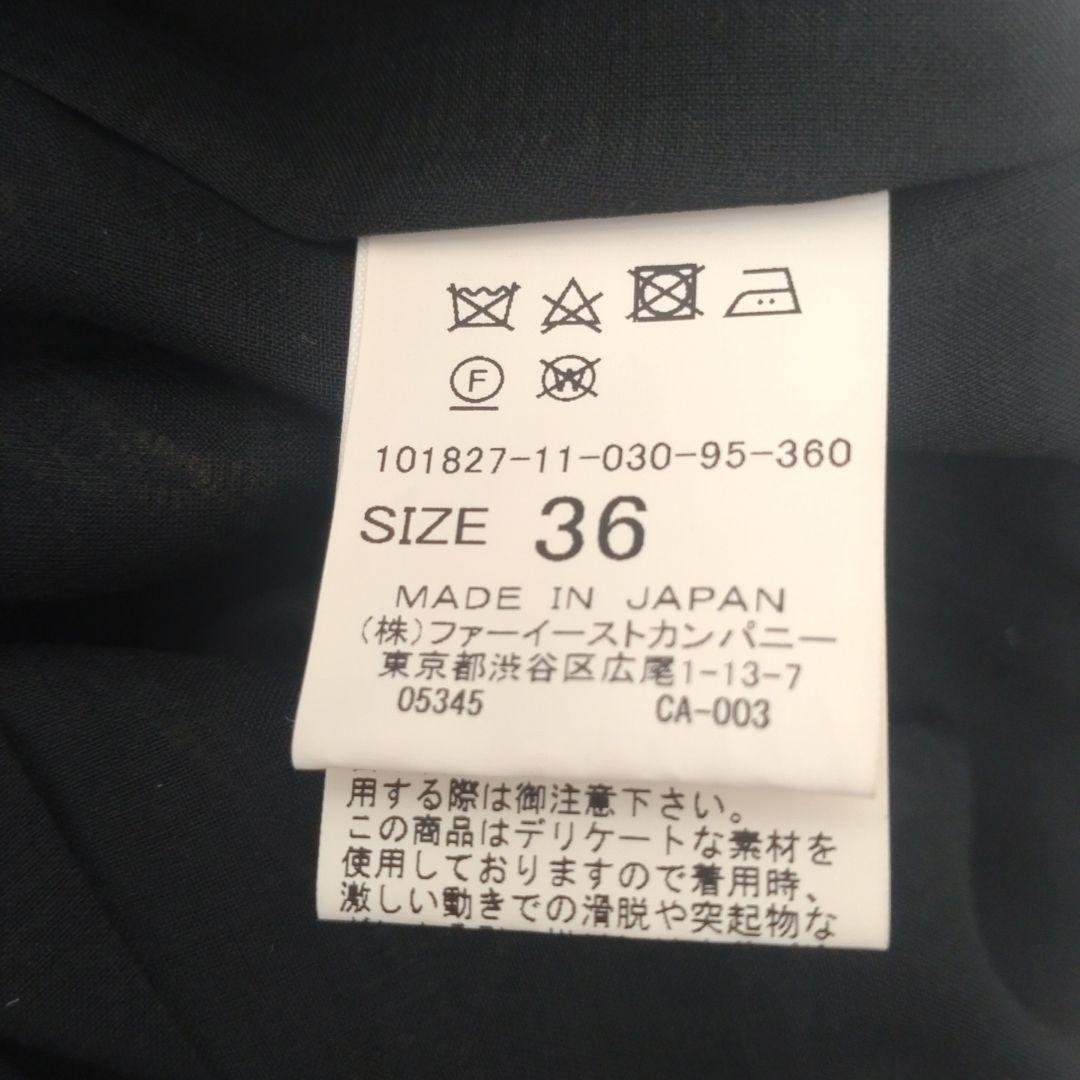 F W
101827-11-030-95-360
SIZE 36
MADE IN JAPAN
(株)ファーイーストカンパニー
東京都渋谷区広尾1-13-7
05345 CA-003
用する際は御注意下さい。
この商品はデリケートな素材を
使用しておりますので着用時、
激しい動きでの滑脱や突起物な